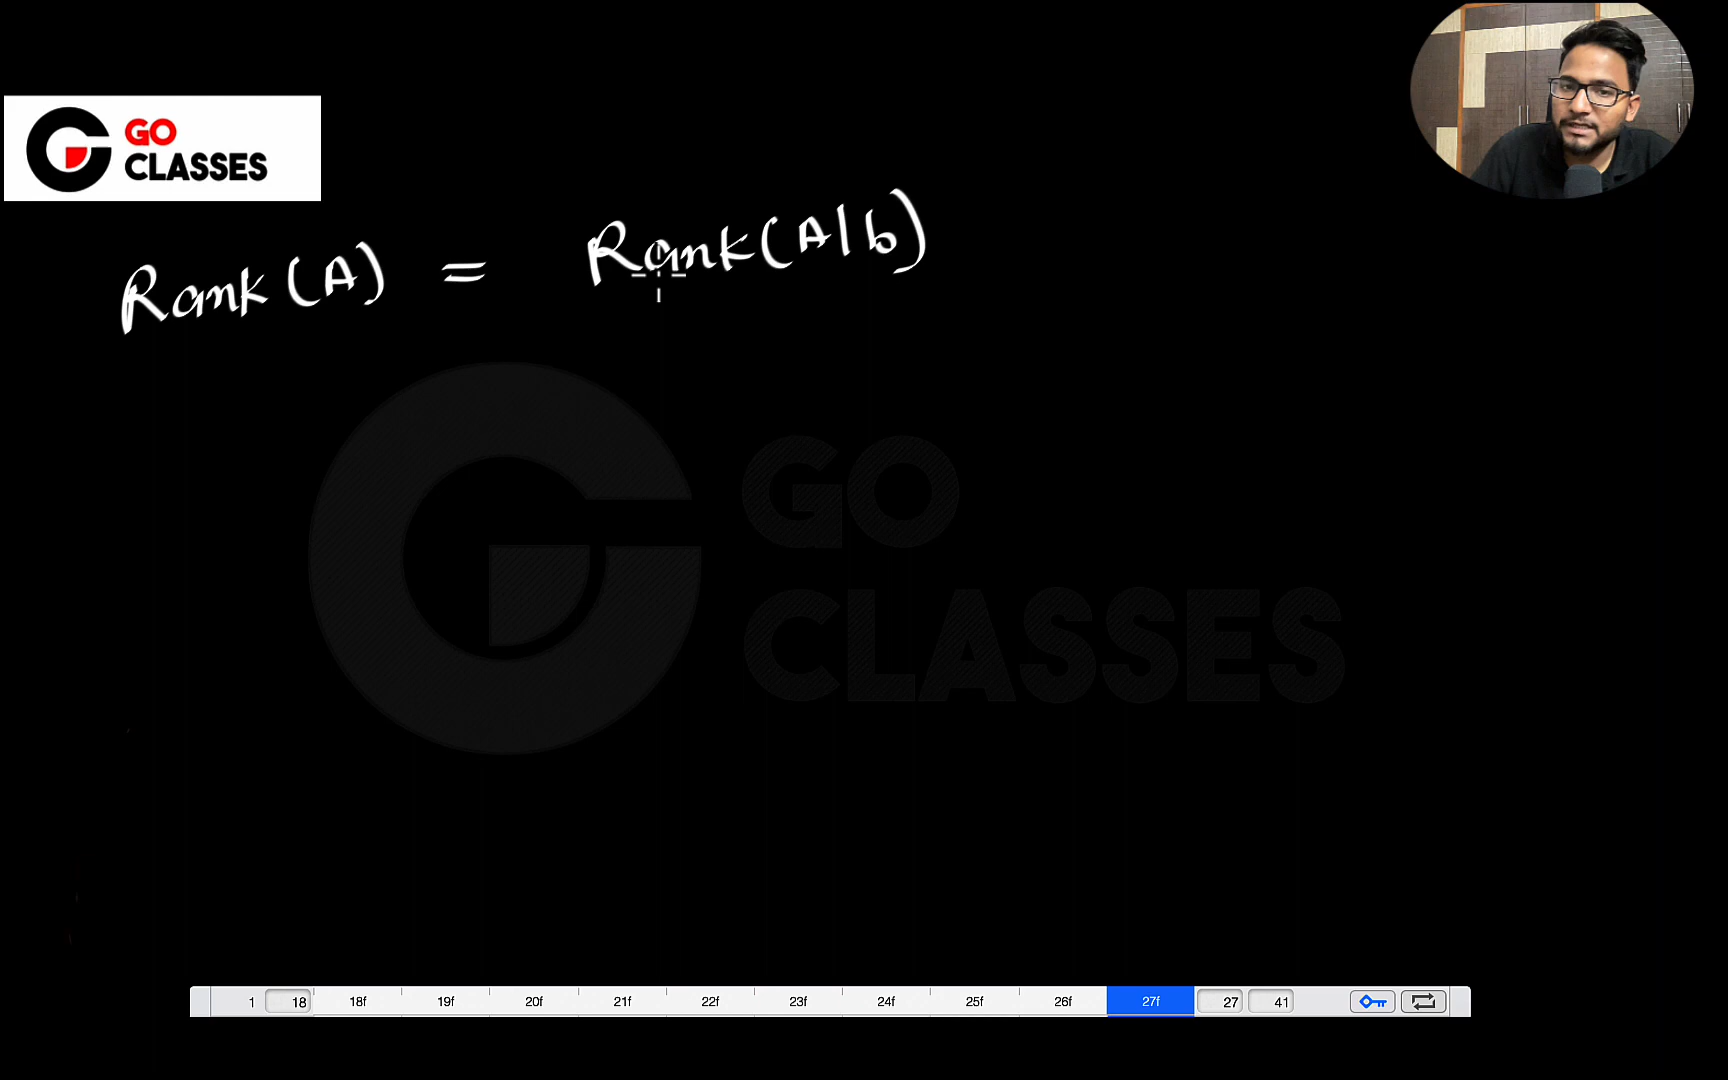 GO
CLASSES
Rank(A) = Rank(A|b)
GO
CLASSES
1 18 18f 19f 20f 21f 22f 23f 24f 25f 26f 27f 27 41